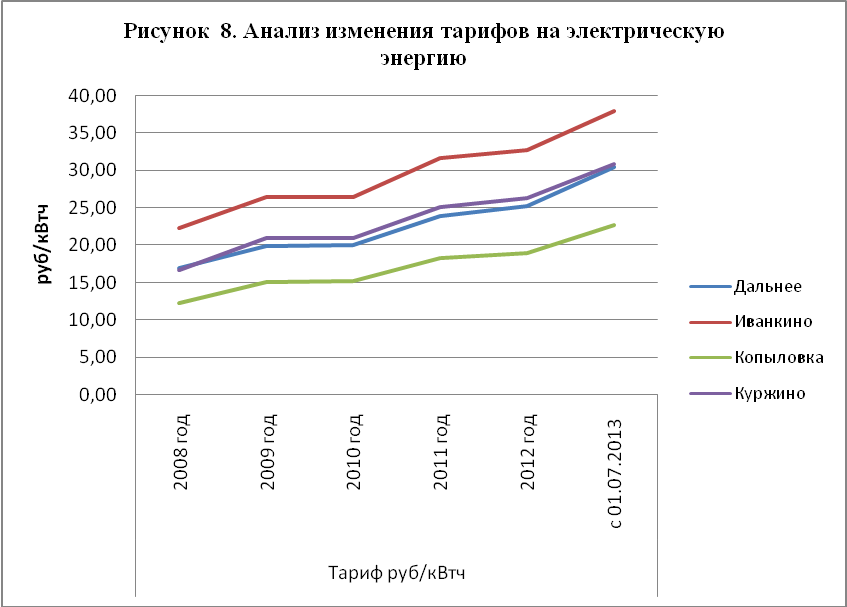 Рисунок 8. Анализ изменения тарифов на электрическую
энергию
40,00
35,00
30,00
25,00
20,00
15,00
10,00
5,00
0,00
руб/кВтч
2008 год
2009 год
2010 год
2011 год
2012 год
с 01.07.2013
Тариф руб/кВтч
Дальнее
Иванкино
Копыловка
Куржино